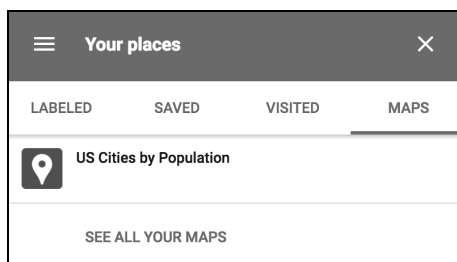 Your places
LABELED SAVED VISITED MAPS
US Cities by Population
SEE ALL YOUR MAPS